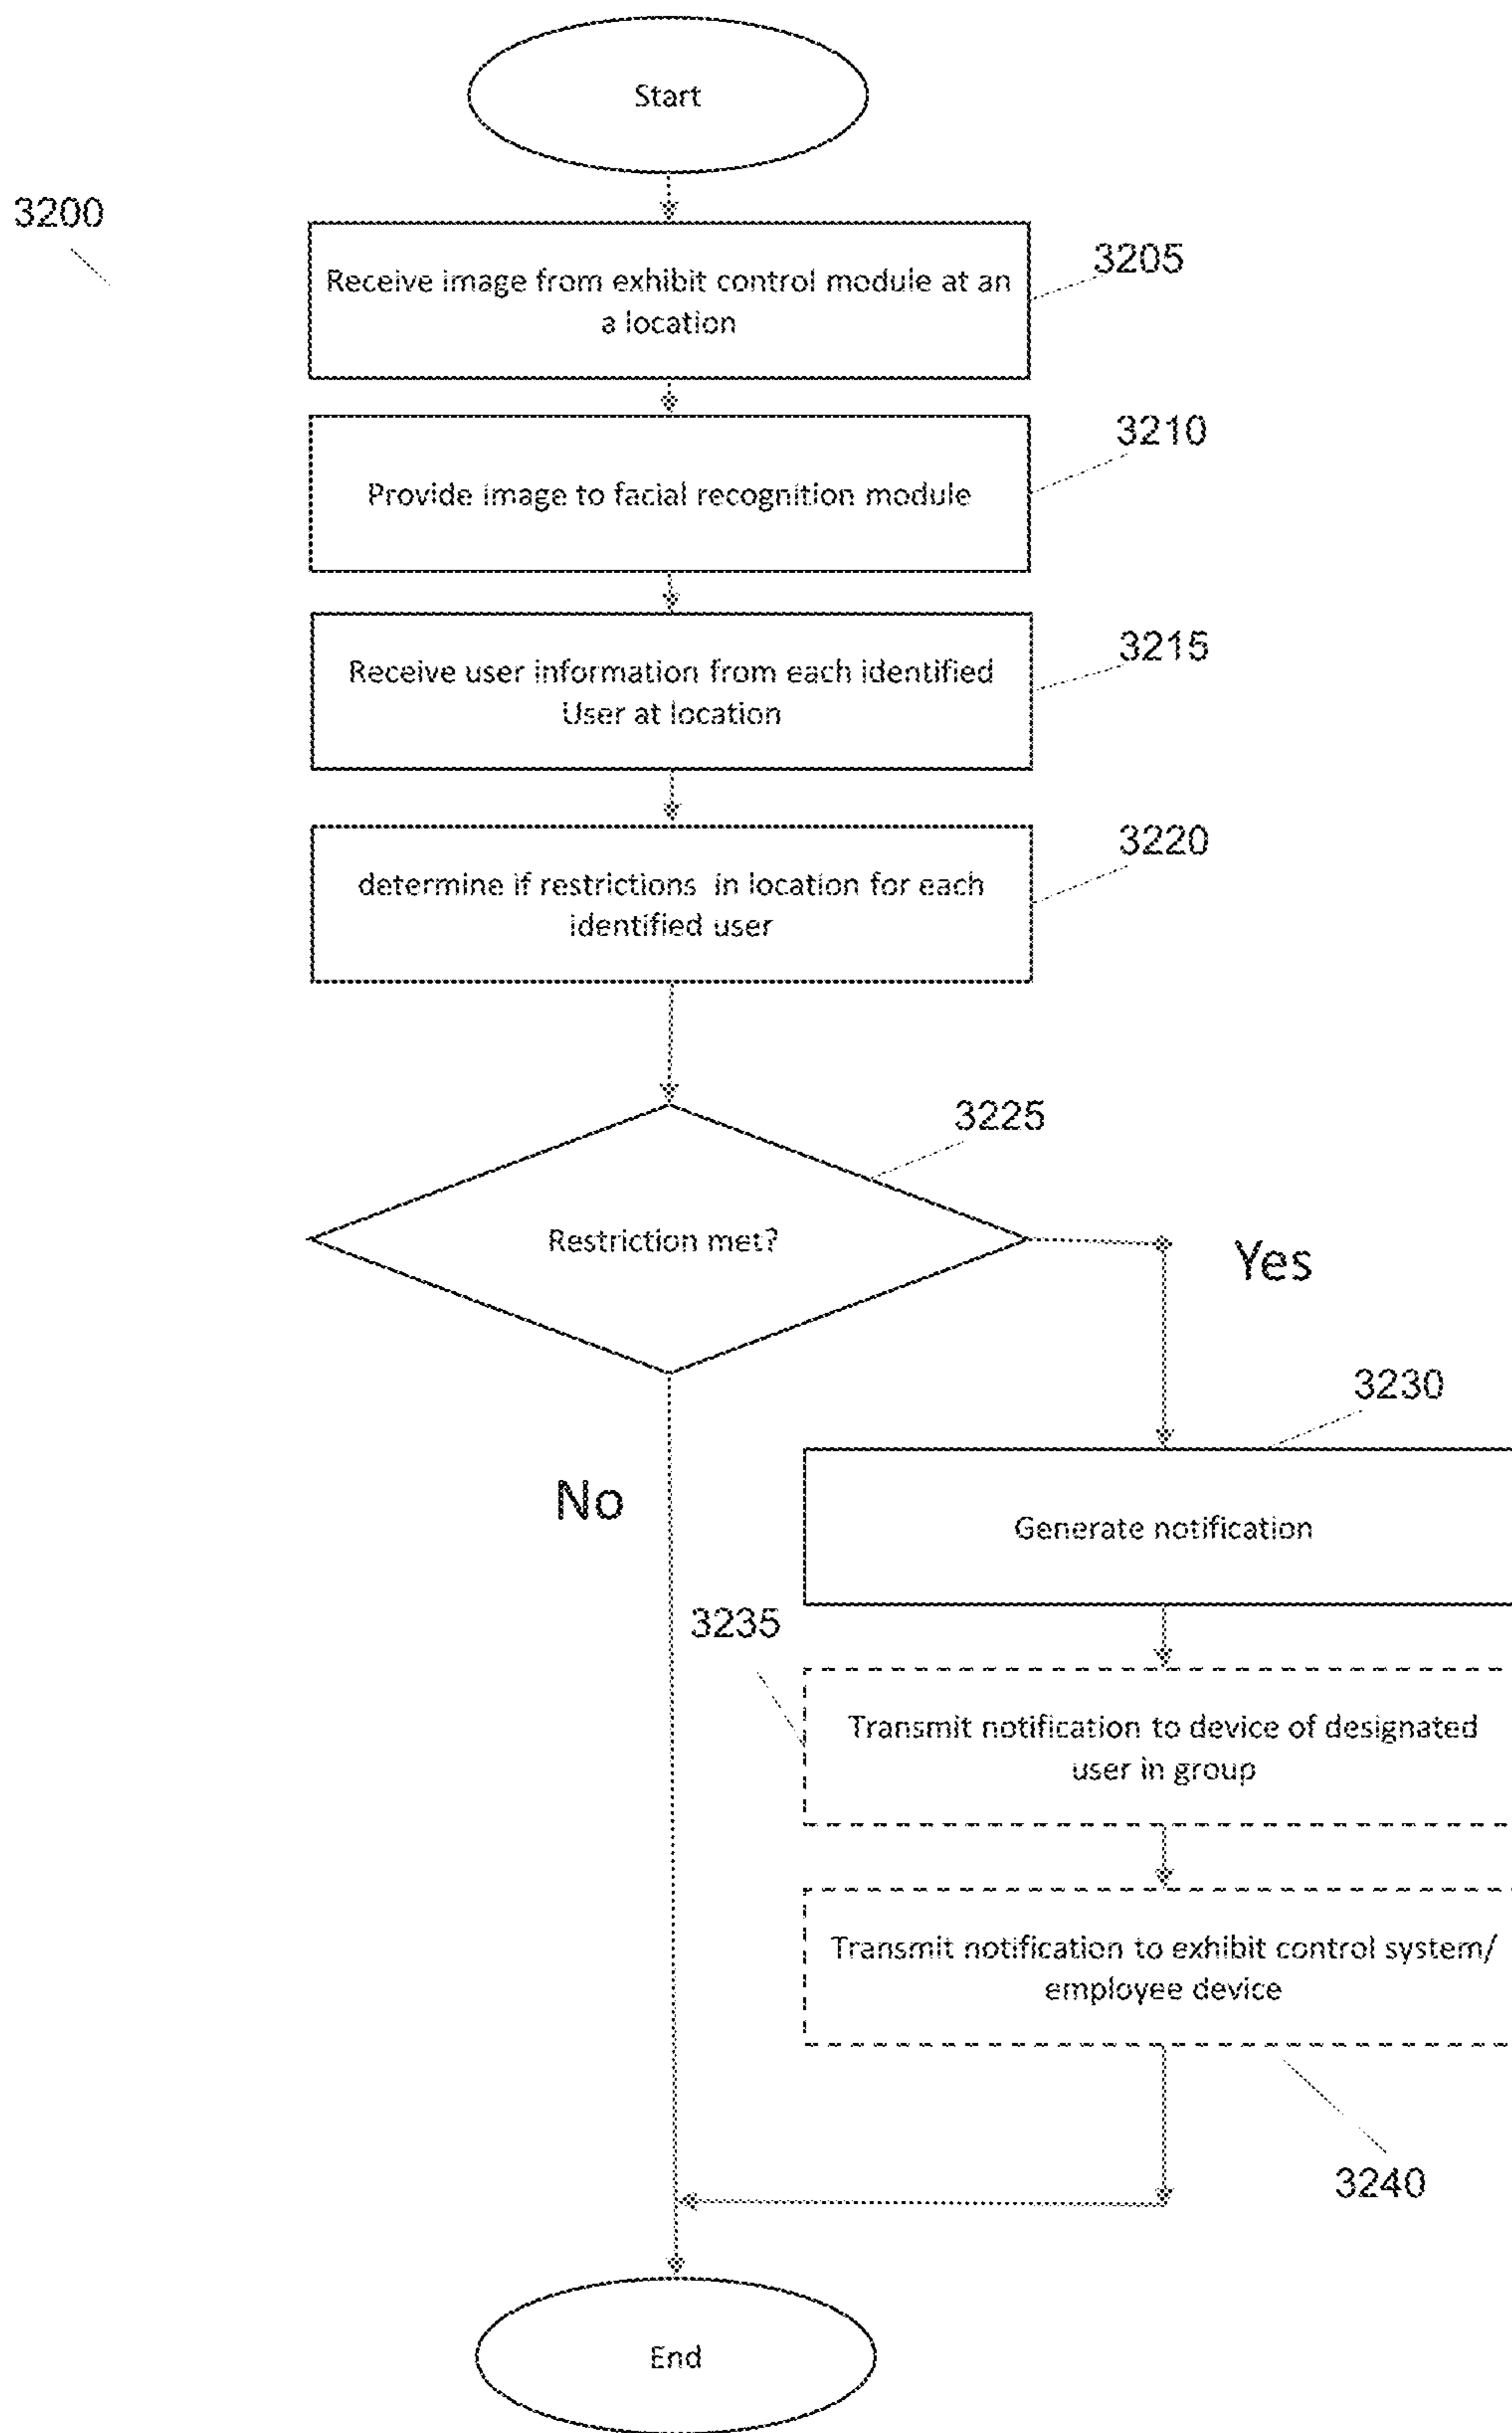 Start
3200
3205
Receive image from exhibit control module at an
a location
3210
Provide image to facial recognition module
3215
Receive user information from each identified
User at location
3220
determine if restrictions in location for each
identified user
3225
Restriction met?
Yes
3230
No
Generate notification
3235
Transmit notification to device of designated
user in group
Transmit notification to exhibit control system/
employee device
3240
End